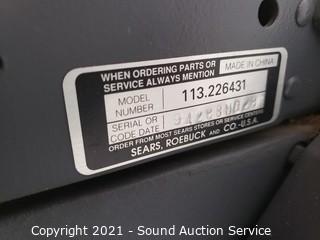 WHEN ORDERING PARTS OR
SERVICE ALWAYS MENTION
MADE IN CHINA
MODEL
NUMBER
113.226431
SERIAL OR
CODE DATE
ORDER FROM MOST SEARS STORES OR SERVICE CENTERS
SEARS, ROEBUCK AND CO.-U.S.A.
Copyright 2021 - Sound Auction Service